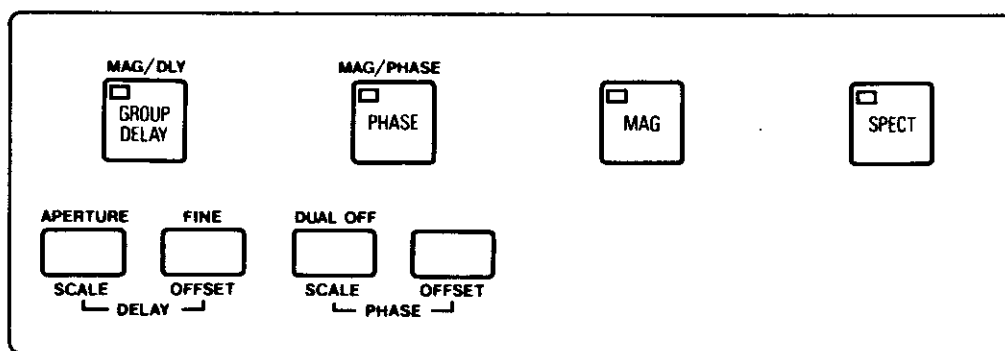 MAG/DLY MAG/PHASE
GROUP DELAY PHASE MAG SPECT
APERTURE FINE DUAL OFF
SCALE OFFSET SCALE OFFSET
DELAY PHASE